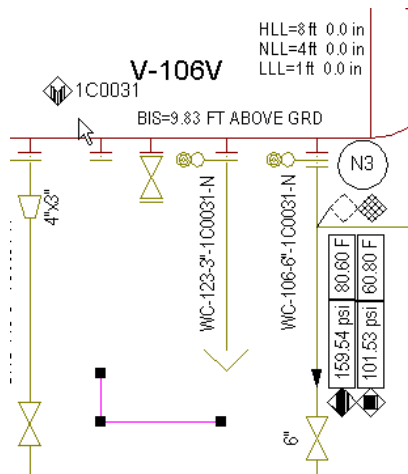 HLL=8ft 0.0 in
NLL=4ft 0.0 in
LLL=1ft 0.0 in
V-106V
1C0031
BIS=9.83 FT ABOVE GRD
N3
4"X3"
WC-123-3"-1C0031-N
WC-106-6"-1C0031-N
159.54 psi 80.60 F
101.53 psi 60.80 F
6"